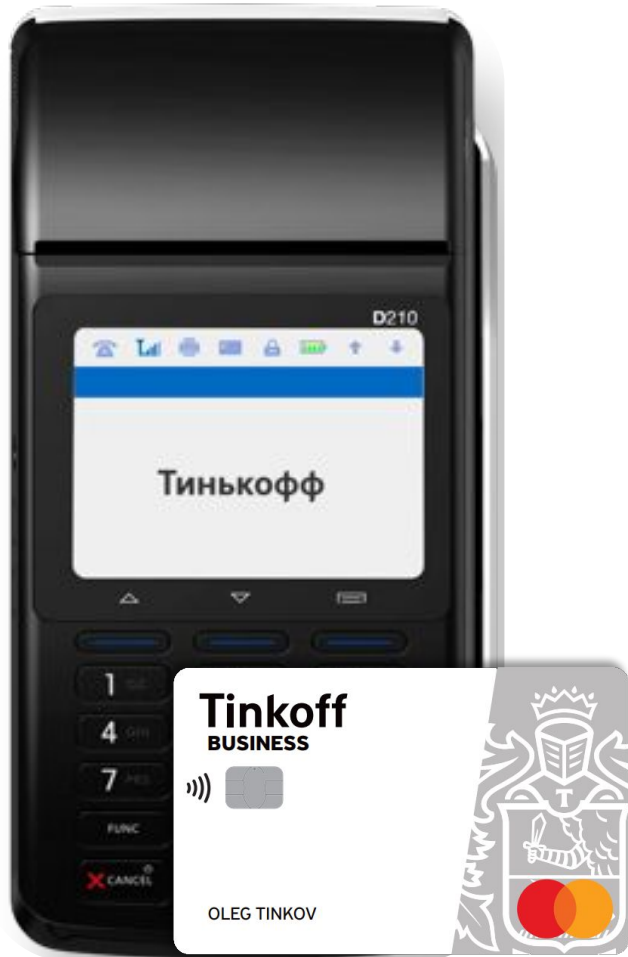 D210
Тинькофф
1
4
7
FUNC
CANCEL
Tinkoff
BUSINESS
T
OLEG TINKOV